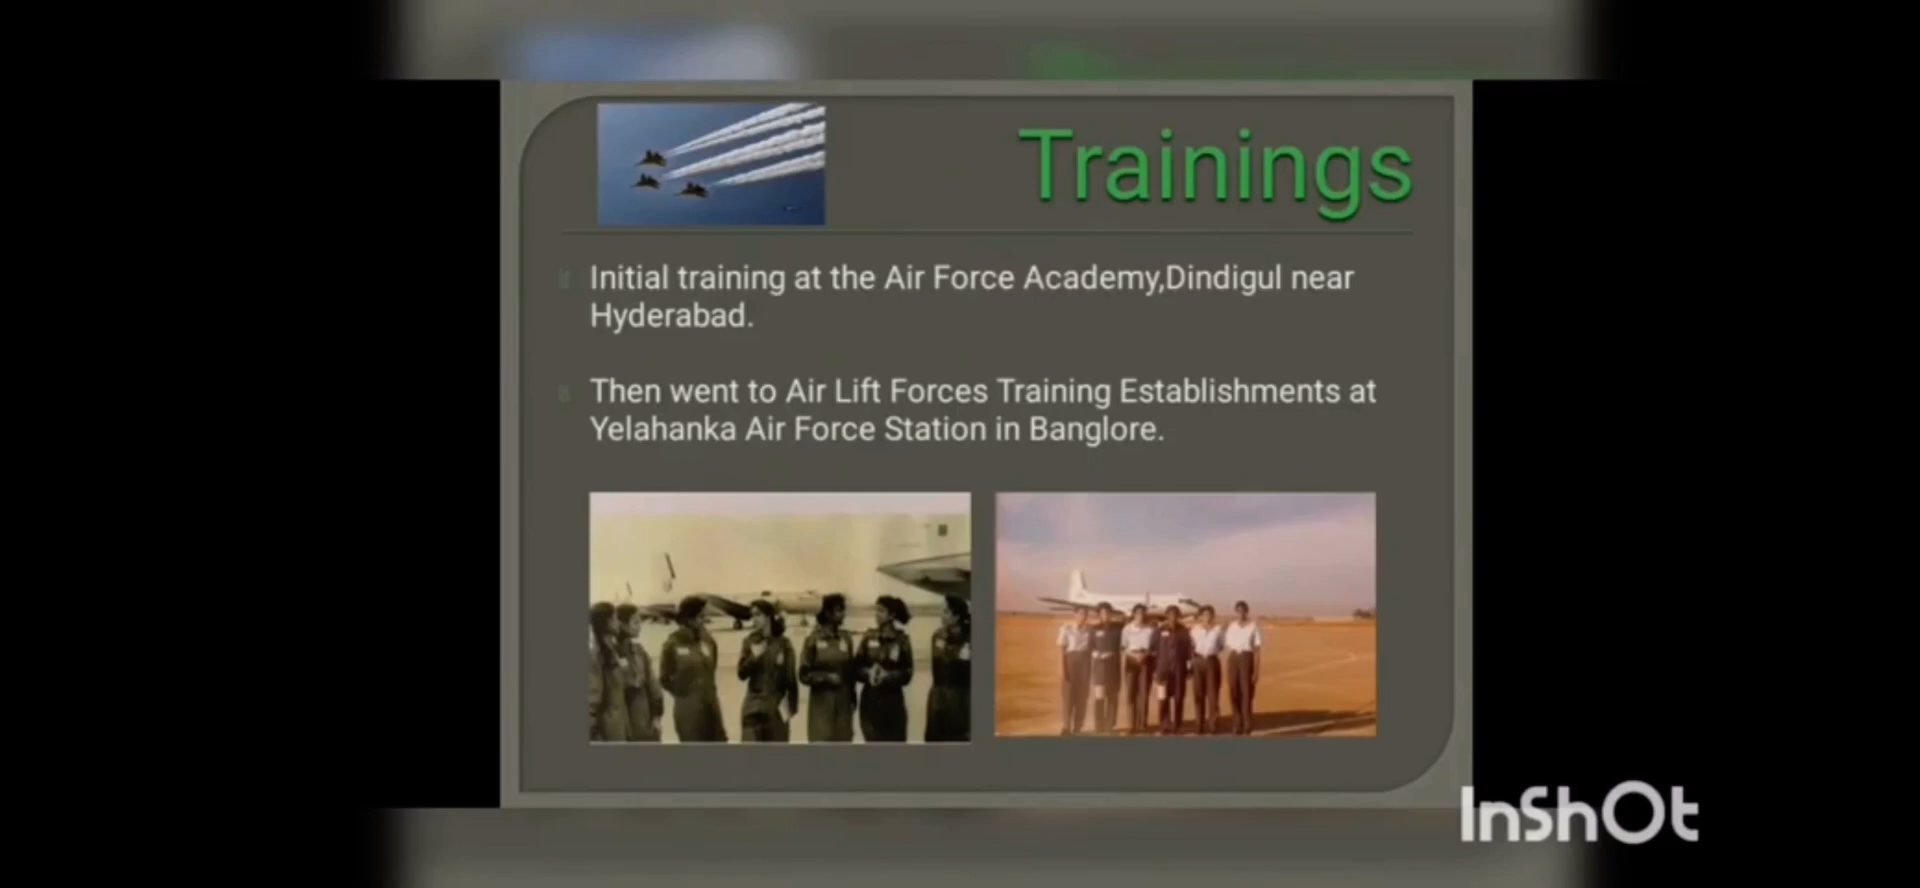 Trainings
Initial training at the Air Force Academy,Dindigul near
Hyderabad.
Then went to Air Lift Forces Training Establishments at
Yelahanka Air Force Station in Banglore.
InShOt